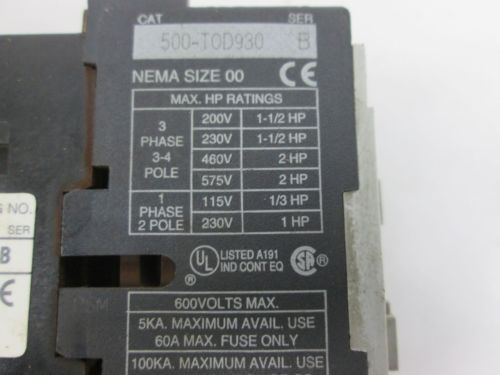 CAT SER
500-TOD930 B
NEMA SIZE 00 CE
MAX. HP RATINGS
3 PHASE 3-4 POLE 200V 1-1/2 HP
230V 1-1/2 HP
460V 2 HP
575V 2 HP
1 PHASE 2 POLE 115V 1/3 HP
230V 1 HP
UL LISTED A191 IND CONT EQ
®
600VOLTS MAX.
5KA. MAXIMUM AVAIL. USE
60A MAX. FUSE ONLY
100KA. MAXIMUM AVAIL. USE
NO.
SER
B